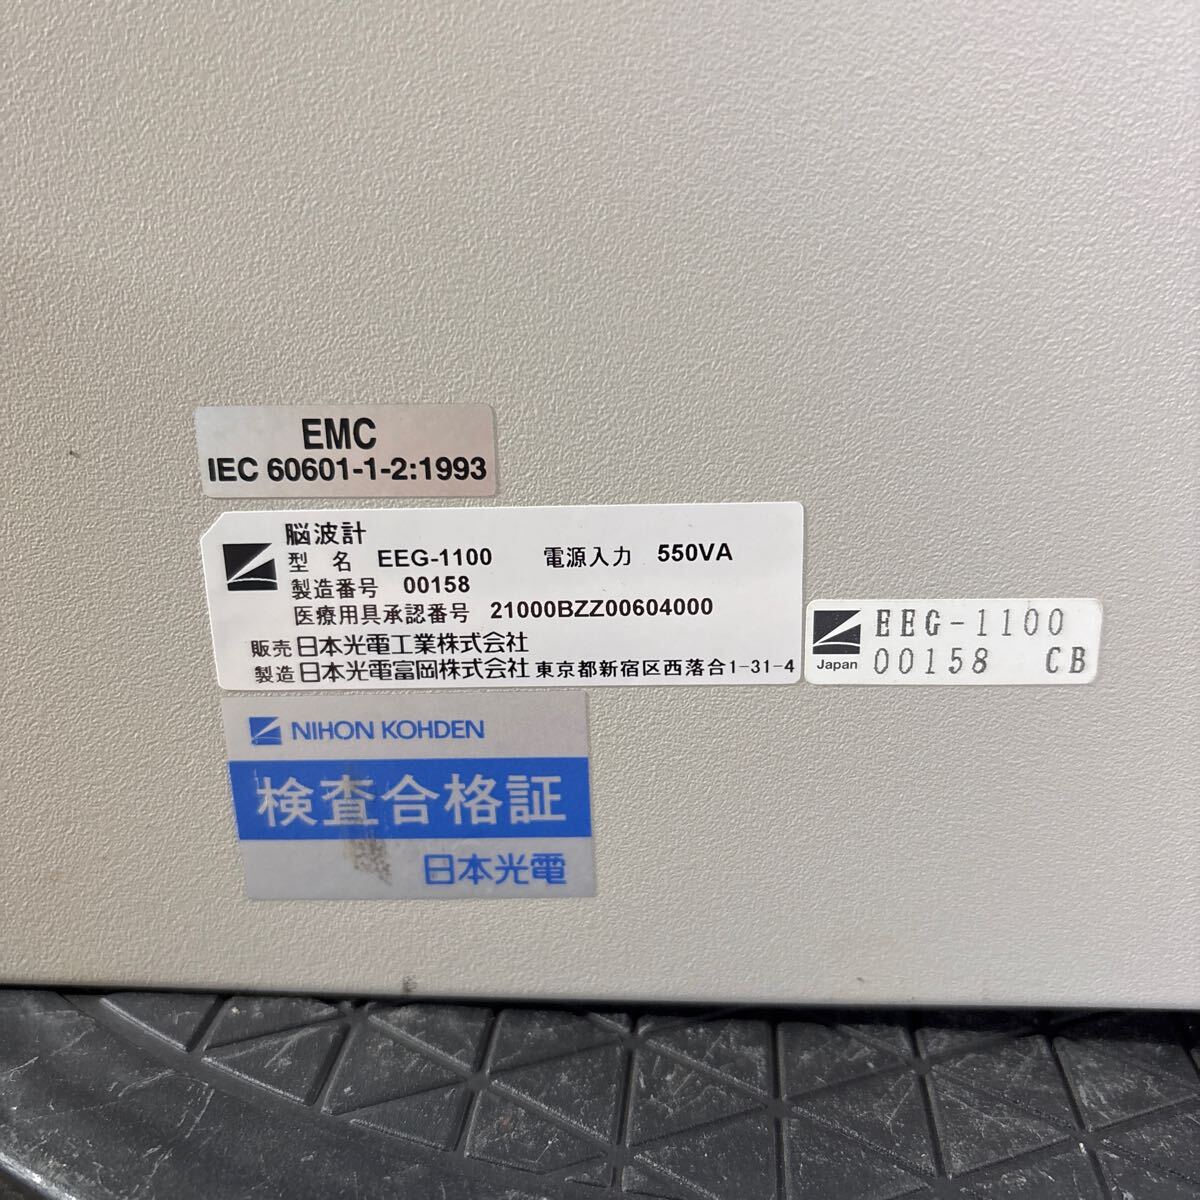 EMC
IEC 60601-1-2:1993
脳波計
型 名 EEG-1100 電源入力 550VA
製造番号 00158
医療用具承認番号 21000BZZ00604000
販売 日本光電工業株式会社
製造 日本光電富岡株式会社 東京都新宿区西落合1-31-4
EEG-1100
Japan 00158 CB
NIHON KOHDEN
検査合格証
日本光電